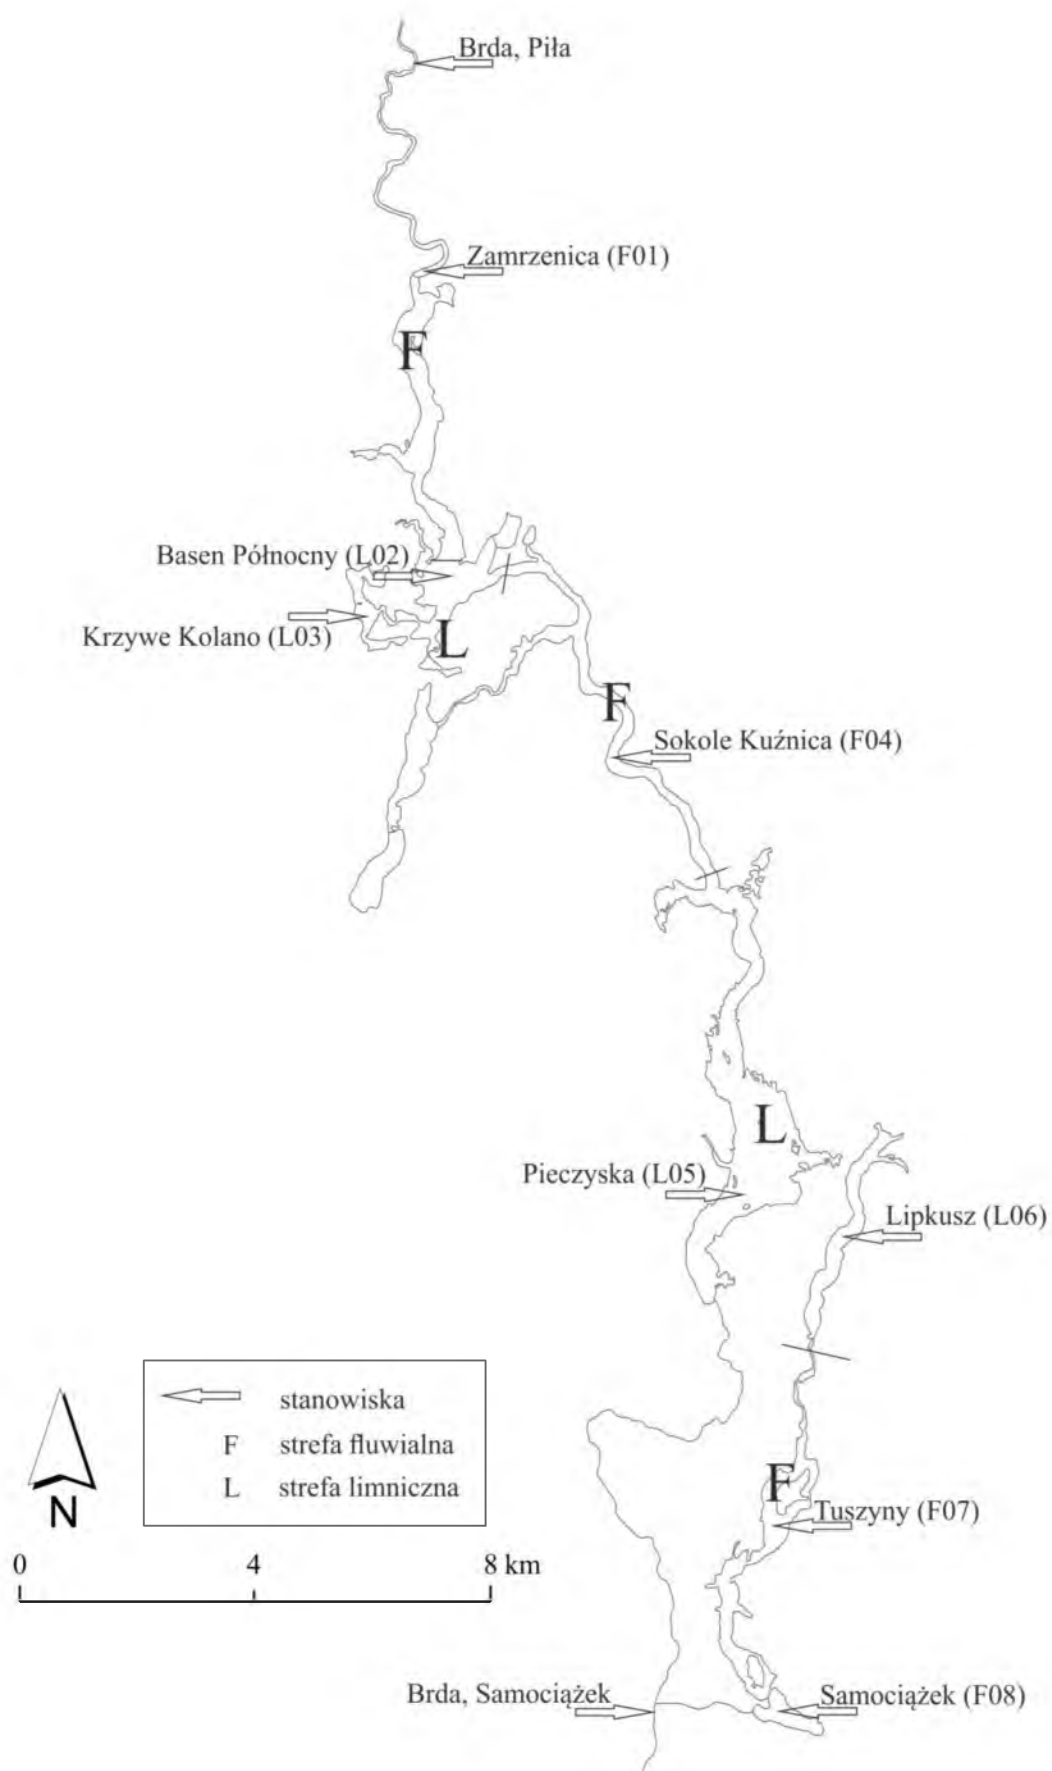 Brda, Piła
Zamrzenica (F01)
F
Basen Północny (L02)
Krzywe Kolano (L03)
L
F
Sokole Kuźnica (F04)
L
Pieczyska (L05)
Lipkusz (L06)
stanowiska
F strefa fluwialna
L strefa limniczna
N
F
Tuszyny (F07)
0 4 8 km
Brda, Samociążek
Samociążek (F08)